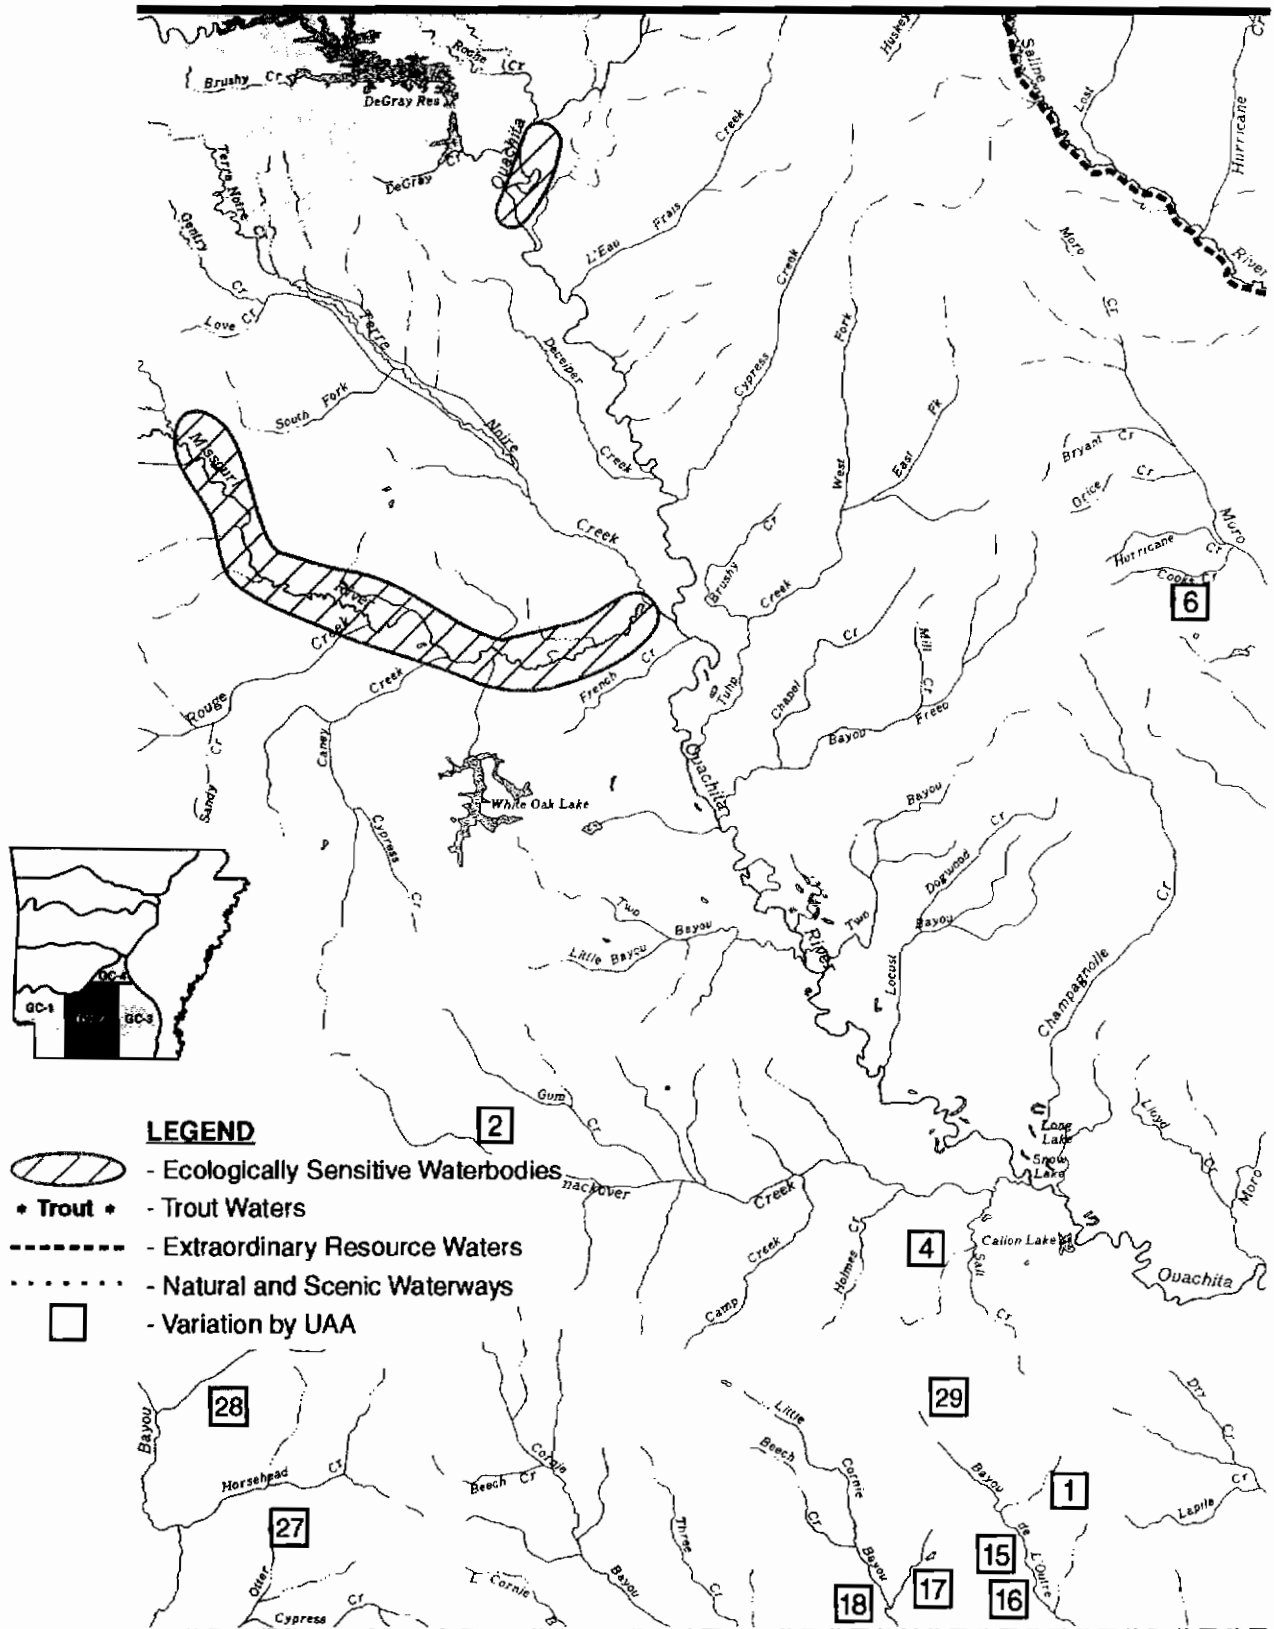 Huskey
Cr
Saline
Roche
Cr
Brushy Cr
DeGray Res
Lost
Hurricane
Creek
Ouachita
Cr
DeGray
Terre Noire
Cr
Gentry
Cr
L'Eau Frais
Moro
Cr
River
Creek
Love Cr
Terre
Fork
Deceiper
Cypress
South Fork
Noire
Fk
Missouri
Bryant Cr
Creek
West
East
Cr
Grice
Moro
Creek
Cr
Hurricane
Cr
Cooks Cr
6
Brushy
Creek
River
Creek
Cr
Mill
Cr
French Cr
Creek
Tulip
Chapel
Rouge
Freeo
Bayou
Cr
Caney
Ouachita
Sandy
White Oak Lake
Bayou
Cr
Cypress
Cr
Dogwood
Cr
Two
Bayou
Two
Bayou
River
Little Bayou
Locust
Champagnolle
GC-4
GC-1
GC-3
Gum
Cr
2
Long
Lake
Snow
Lake
Lloyd
Cr
Moro
LEGEND
- Ecologically Sensitive Waterbodies
• Trout •
- Trout Waters
- Extraordinary Resource Waters
- Natural and Scenic Waterways
- Variation by UAA
mackover
Creek
Creek
Camp
Cr
Holmes
4
Salt
Cr
Calion Lake
Ouachita
28
Bayou
Horsehead Cr
27
Otter
Cypress Cr
Cornie
Beech Cr
L' Cornie B
Bayou
Three
Cr
Little
Cornie
Beech
Cr
Bayou
18
17
29
Bayou
de
L'Outre
1
15
16
Dry
Cr
Cr
Lapile